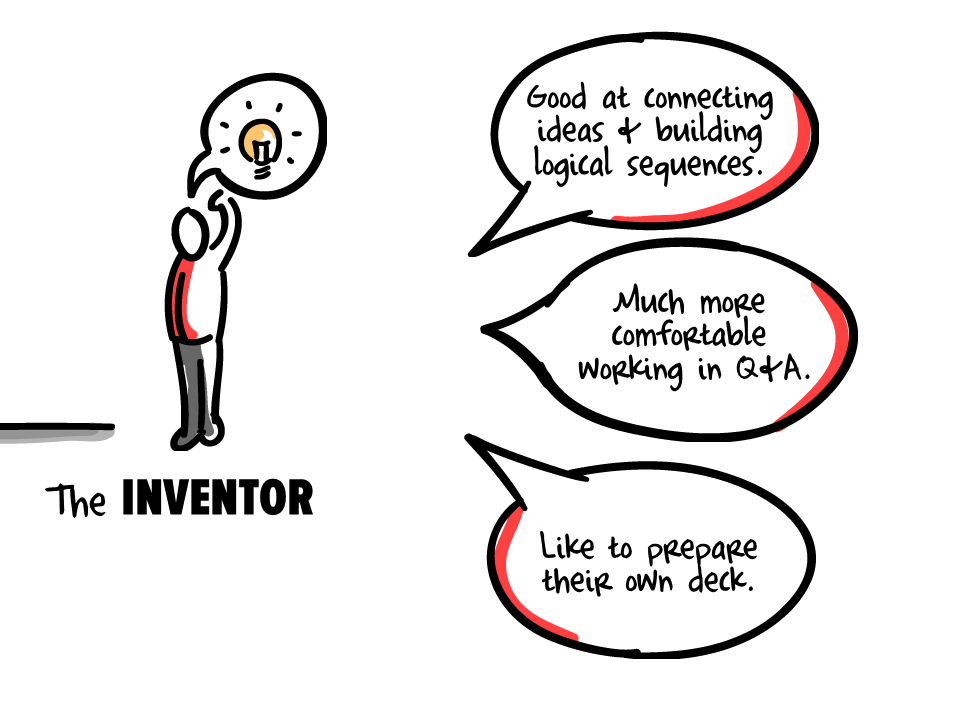 Good at connecting
ideas & building
logical sequences.
Much more
comfortable
working in Q&A.
The INVENTOR
Like to prepare
their own deck.